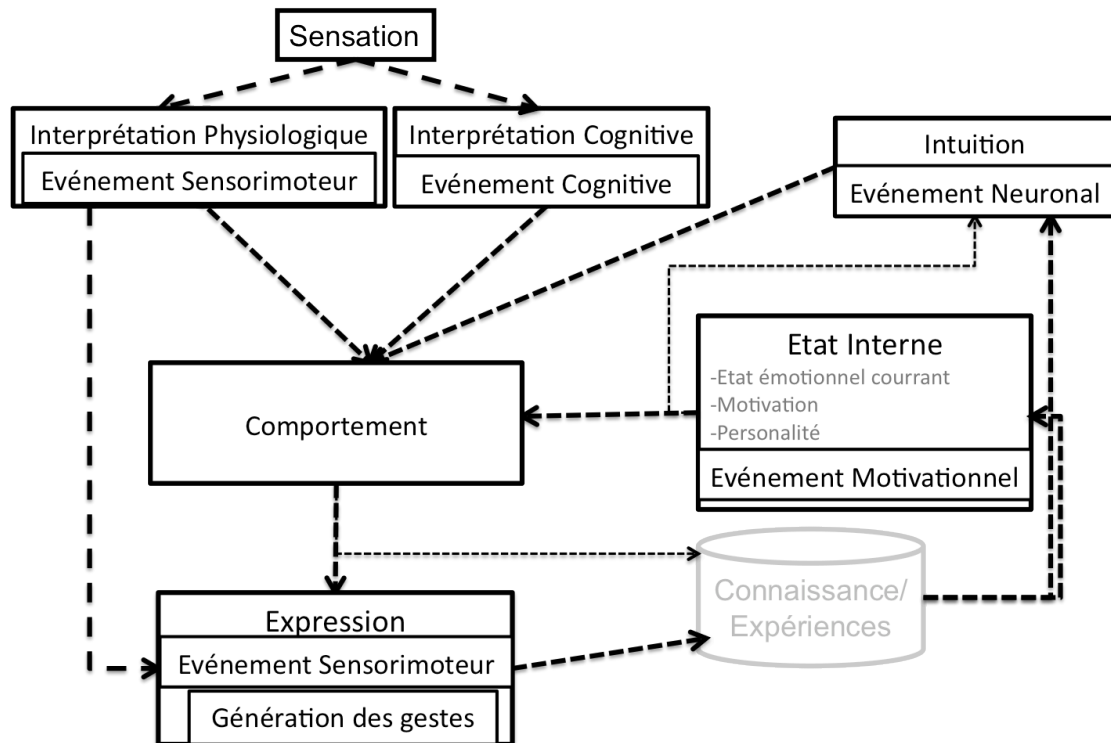 Sensation
Interprétation Physiologique
Evénement Sensorimoteur
Interprétation Cognitive
Evénement Cognitive
Intuition
Evénement Neuronal
Etat Interne
-Etat émotionnel courrant
-Motivation
-Personalité
Evénement Motivationnel
Comportement
Connaissance/
Expériences
Expression
Evénement Sensorimoteur
Génération des gestes